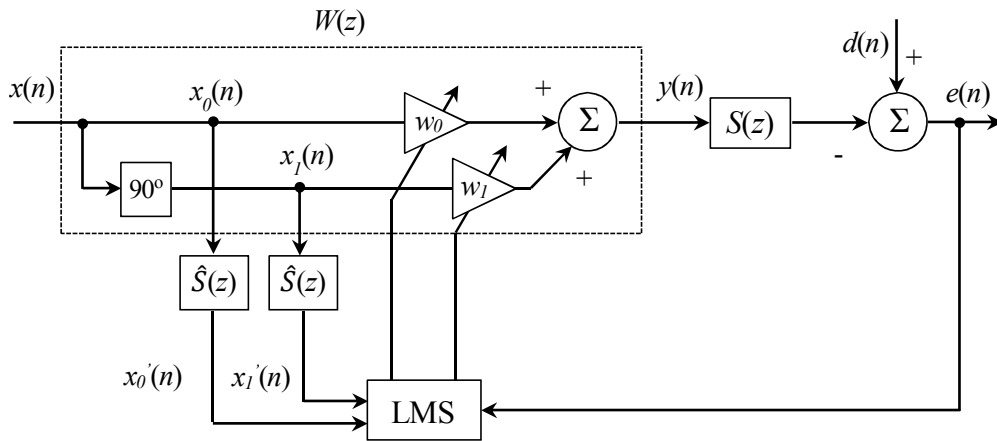 W(z)
d(n)
+
x(n)
x₀(n)
+
y(n)
e(n)
w₀
Σ
S(z)
Σ
x₁(n)
-
90º
w₁
+
Ŝ(z)
Ŝ(z)
x₀’(n)
x₁’(n)
LMS